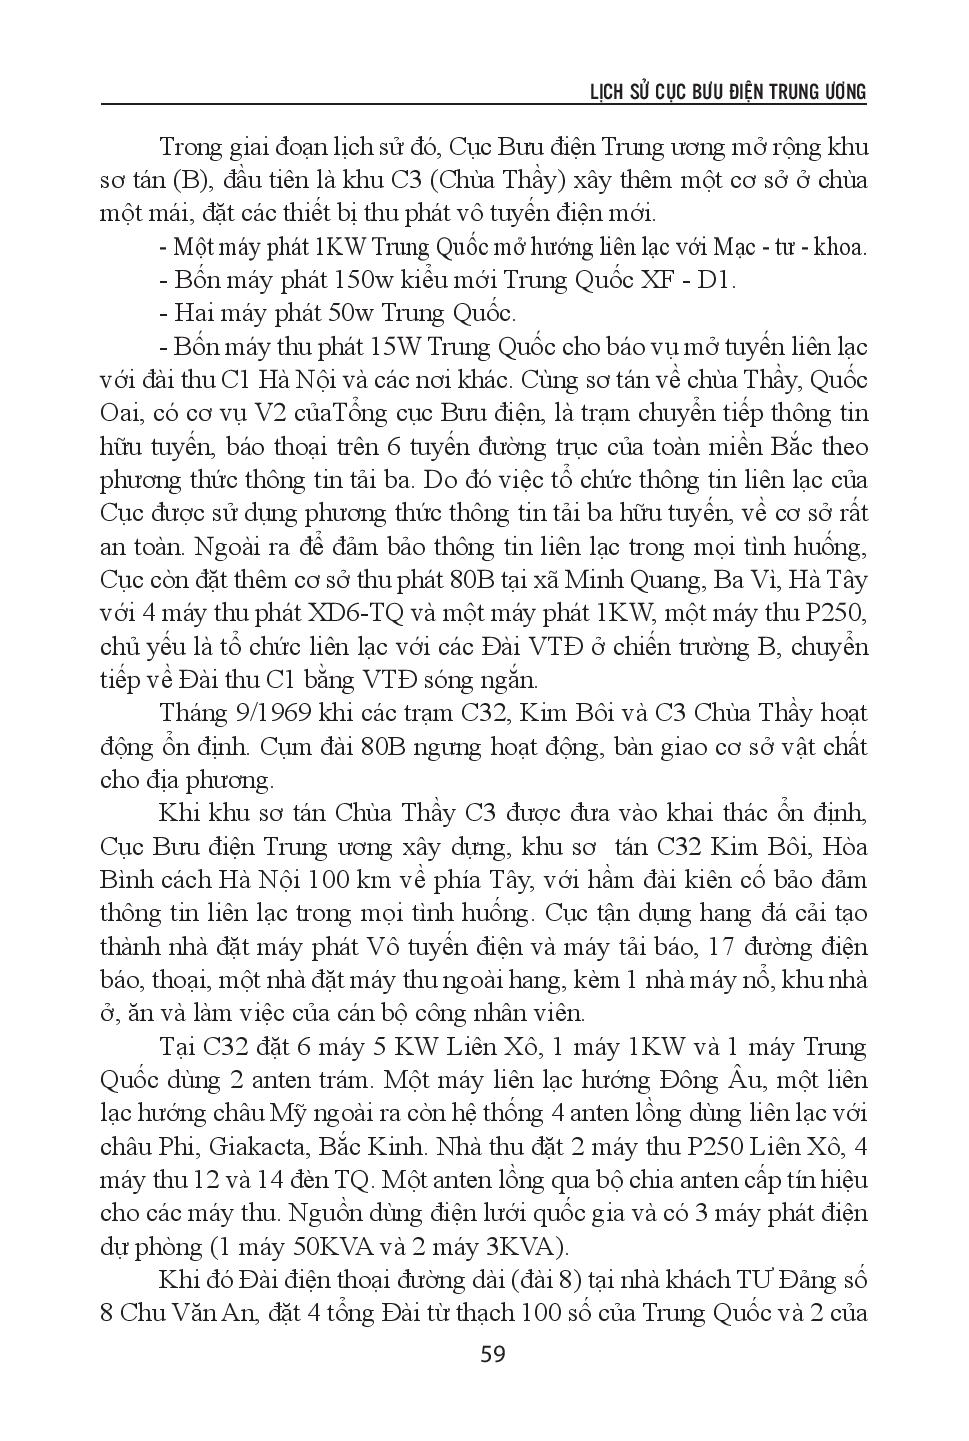 LỊCH SỬ CỤC BƯU ĐIỆN TRUNG ƯƠNG
Trong giai đoạn lịch sử đó, Cục Bưu điện Trung ương mở rộng khu
sơ tán (B), đầu tiên là khu C3 (Chùa Thầy) xây thêm một cơ sở ở chùa
một mái, đặt các thiết bị thu phát vô tuyến điện mới.
- Một máy phát 1KW Trung Quốc mở hướng liên lạc với Mạc - tư - khoa.
- Bốn máy phát 150w kiểu mới Trung Quốc XF - D1.
- Hai máy phát 50w Trung Quốc.
- Bốn máy thu phát 15W Trung Quốc cho báo vụ mở tuyến liên lạc
với đài thu C1 Hà Nội và các nơi khác. Cùng sơ tán về chùa Thầy, Quốc
Oai, có cơ vụ V2 củaTổng cục Bưu điện, là trạm chuyển tiếp thông tin
hữu tuyến, báo thoại trên 6 tuyến đường trục của toàn miền Bắc theo
phương thức thông tin tải ba. Do đó việc tổ chức thông tin liên lạc của
Cục được sử dụng phương thức thông tin tải ba hữu tuyến, về cơ sở rất
an toàn. Ngoài ra để đảm bảo thông tin liên lạc trong mọi tình huống,
Cục còn đặt thêm cơ sở thu phát 80B tại xã Minh Quang, Ba Vì, Hà Tây
với 4 máy thu phát XD6-TQ và một máy phát 1KW, một máy thu P250,
chủ yếu là tổ chức liên lạc với các Đài VTĐ ở chiến trường B, chuyển
tiếp về Đài thu C1 bằng VTĐ sóng ngắn.
Tháng 9/1969 khi các trạm C32, Kim Bôi và C3 Chùa Thầy hoạt
động ổn định. Cụm đài 80B ngưng hoạt động, bàn giao cơ sở vật chất
cho địa phương.
Khi khu sơ tán Chùa Thầy C3 được đưa vào khai thác ổn định,
Cục Bưu điện Trung ương xây dựng, khu sơ  tán C32 Kim Bôi, Hòa
Bình cách Hà Nội 100 km về phía Tây, với hầm đài kiên cố bảo đảm
thông tin liên lạc trong mọi tình huống. Cục tận dụng hang đá cải tạo
thành nhà đặt máy phát Vô tuyến điện và máy tải báo, 17 đường điện
báo, thoại, một nhà đặt máy thu ngoài hang, kèm 1 nhà máy nổ, khu nhà
ở, ăn và làm việc của cán bộ công nhân viên.
Tại C32 đặt 6 máy 5 KW Liên Xô, 1 máy 1KW và 1 máy Trung
Quốc dùng 2 anten trám. Một máy liên lạc hướng Đông Âu, một liên
lạc hướng châu Mỹ ngoài ra còn hệ thống 4 anten lồng dùng liên lạc với
châu Phi, Giakacta, Bắc Kinh. Nhà thu đặt 2 máy thu P250 Liên Xô, 4
máy thu 12 và 14 đèn TQ. Một anten lồng qua bộ chia anten cấp tín hiệu
cho các máy thu. Nguồn dùng điện lưới quốc gia và có 3 máy phát điện
dự phòng (1 máy 50KVA và 2 máy 3KVA).
Khi đó Đài điện thoại đường dài (đài 8) tại nhà khách TƯ Đảng số
8 Chu Văn An, đặt 4 tổng Đài từ thạch 100 số của Trung Quốc và 2 của
59